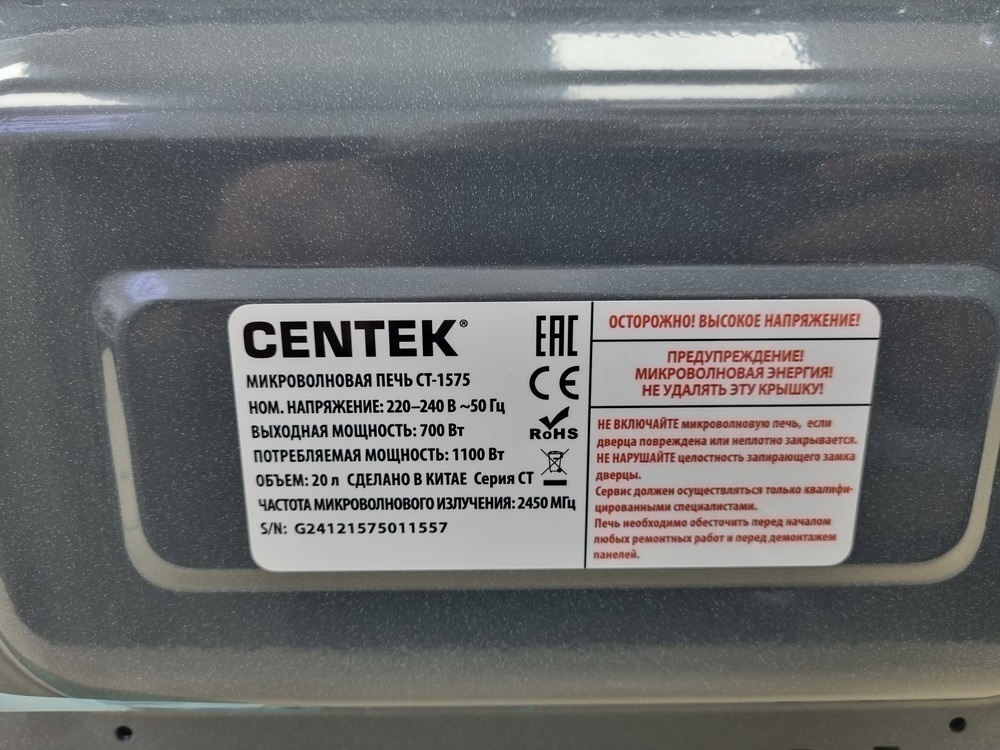 CENTEK®
МИКРОВОЛНОВАЯ ПЕЧЬ CT-1575
НОМ. НАПРЯЖЕНИЕ: 220–240 В ~50 Гц
ВЫХОДНАЯ МОЩНОСТЬ: 700 Вт
ПОТРЕБЛЯЕМАЯ МОЩНОСТЬ: 1100 Вт
ОБЪЕМ: 20 л СДЕЛАНО В КИТАЕ Серия СТ
ЧАСТОТА МИКРОВОЛНОВОГО ИЗЛУЧЕНИЯ: 2450 МГц
S/N: G24121575011557
EAC
CE
RoHS
ОСТОРОЖНО! ВЫСОКОЕ НАПРЯЖЕНИЕ!
ПРЕДУПРЕЖДЕНИЕ!
МИКРОВОЛНОВАЯ ЭНЕРГИЯ!
НЕ УДАЛЯТЬ ЭТУ КРЫШКУ!
НЕ ВКЛЮЧАЙТЕ микроволновую печь, если
дверца повреждена или неплотно закрывается.
НЕ НАРУШАЙТЕ целостность запирающего замка
дверцы.
Сервис должен осуществляться только квалифи-
цированными специалистами.
Печь необходимо обесточить перед началом
любых ремонтных работ и перед демонтажем
панелей.